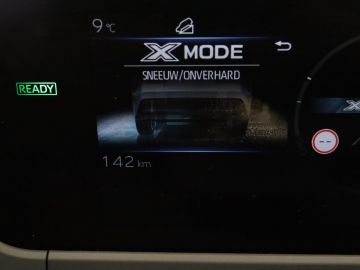 9 °C
X MODE
SNEEUW/ONVERHARD
READY
X
--
142 km